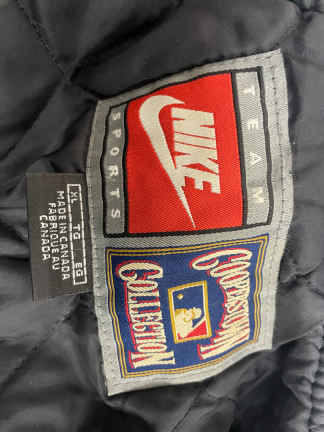 TEAM
NIKE
SPORTS
COOPERSTOWN
COLLECTION
XL TG EG
MADE IN CANADA
FABRIQUE AU
CANADA